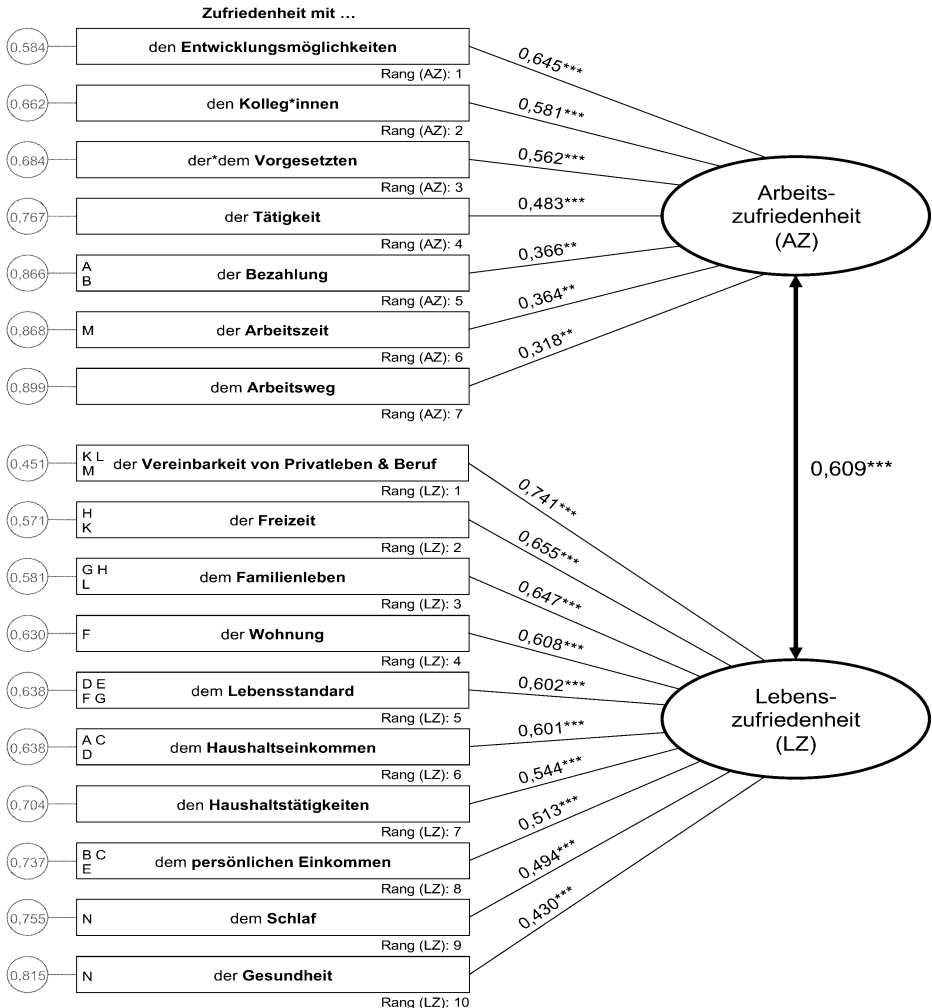 Zufriedenheit mit …
0,584
den Entwicklungsmöglichkeiten
0,645***
Rang (AZ): 1
0,662
den Kolleg*innen
0,581***
Rang (AZ): 2
0,684
der*dem Vorgesetzten
0,562***
Rang (AZ): 3
0,767
der Tätigkeit
0,483***
Rang (AZ): 4
0,866
A
B
der Bezahlung
0,366**
Rang (AZ): 5
0,868
M
der Arbeitszeit
0,364**
Rang (AZ): 6
0,899
dem Arbeitsweg
0,318**
Rang (AZ): 7
Arbeits-
zufriedenheit
(AZ)
0,609***
0,451
K L
M
der Vereinbarkeit von Privatleben & Beruf
0,741***
Rang (LZ): 1
0,571
H
K
der Freizeit
0,655***
Rang (LZ): 2
0,581
G H
L
dem Familienleben
0,647***
Rang (LZ): 3
0,630
F
der Wohnung
0,608***
Rang (LZ): 4
0,638
D E
F G
dem Lebensstandard
0,602***
Rang (LZ): 5
0,638
A C
D
dem Haushaltseinkommen
0,601***
Rang (LZ): 6
0,704
den Haushaltstätigkeiten
0,544***
Rang (LZ): 7
0,737
B C
E
dem persönlichen Einkommen
0,513***
Rang (LZ): 8
0,755
N
dem Schlaf
0,494***
Rang (LZ): 9
0,815
N
der Gesundheit
0,430***
Rang (LZ): 10
Lebens-
zufriedenheit
(LZ)